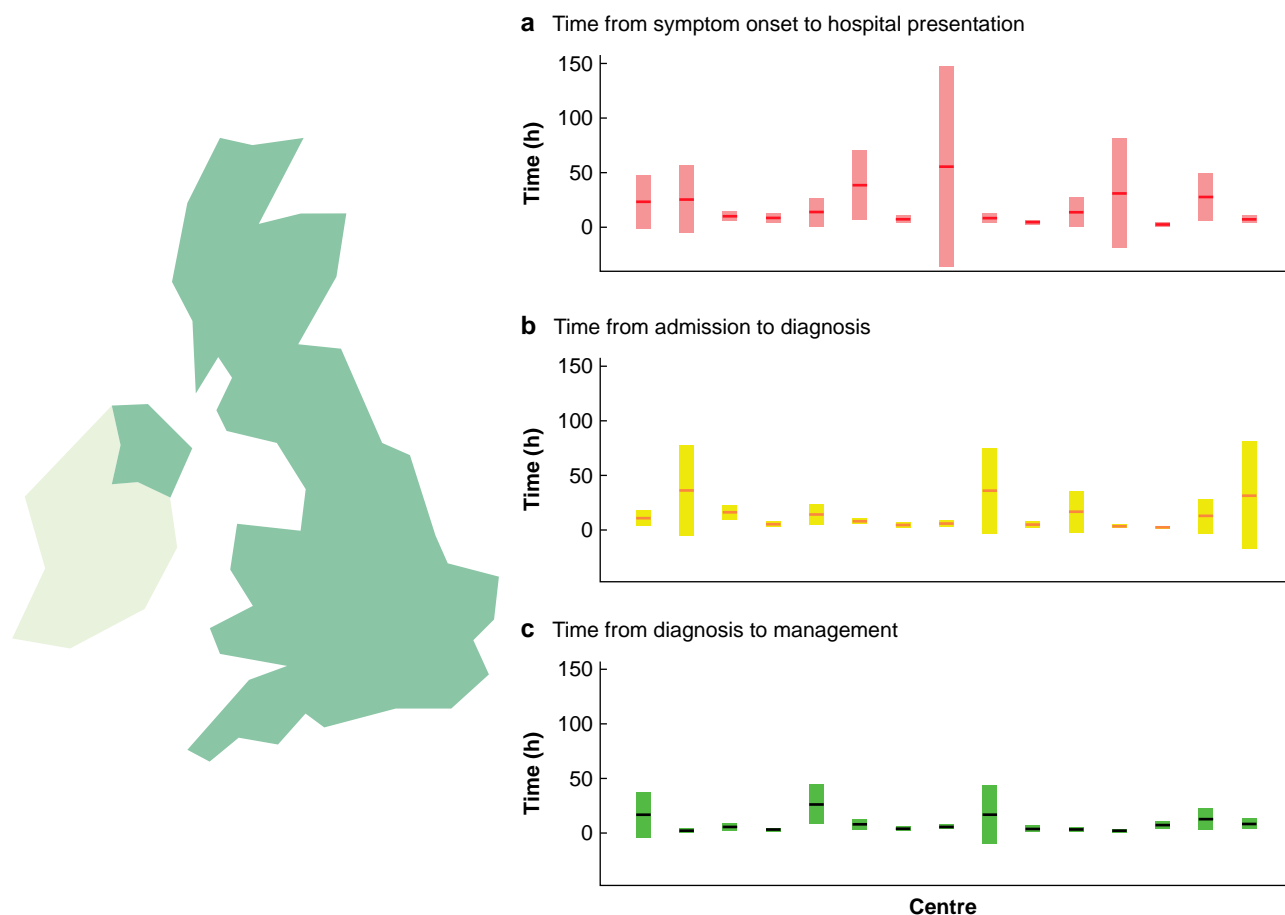 a Time from symptom onset to hospital presentation
150
100
50
0
Time (h)
b Time from admission to diagnosis
150
100
50
0
Time (h)
c Time from diagnosis to management
150
100
50
0
Time (h)
Centre